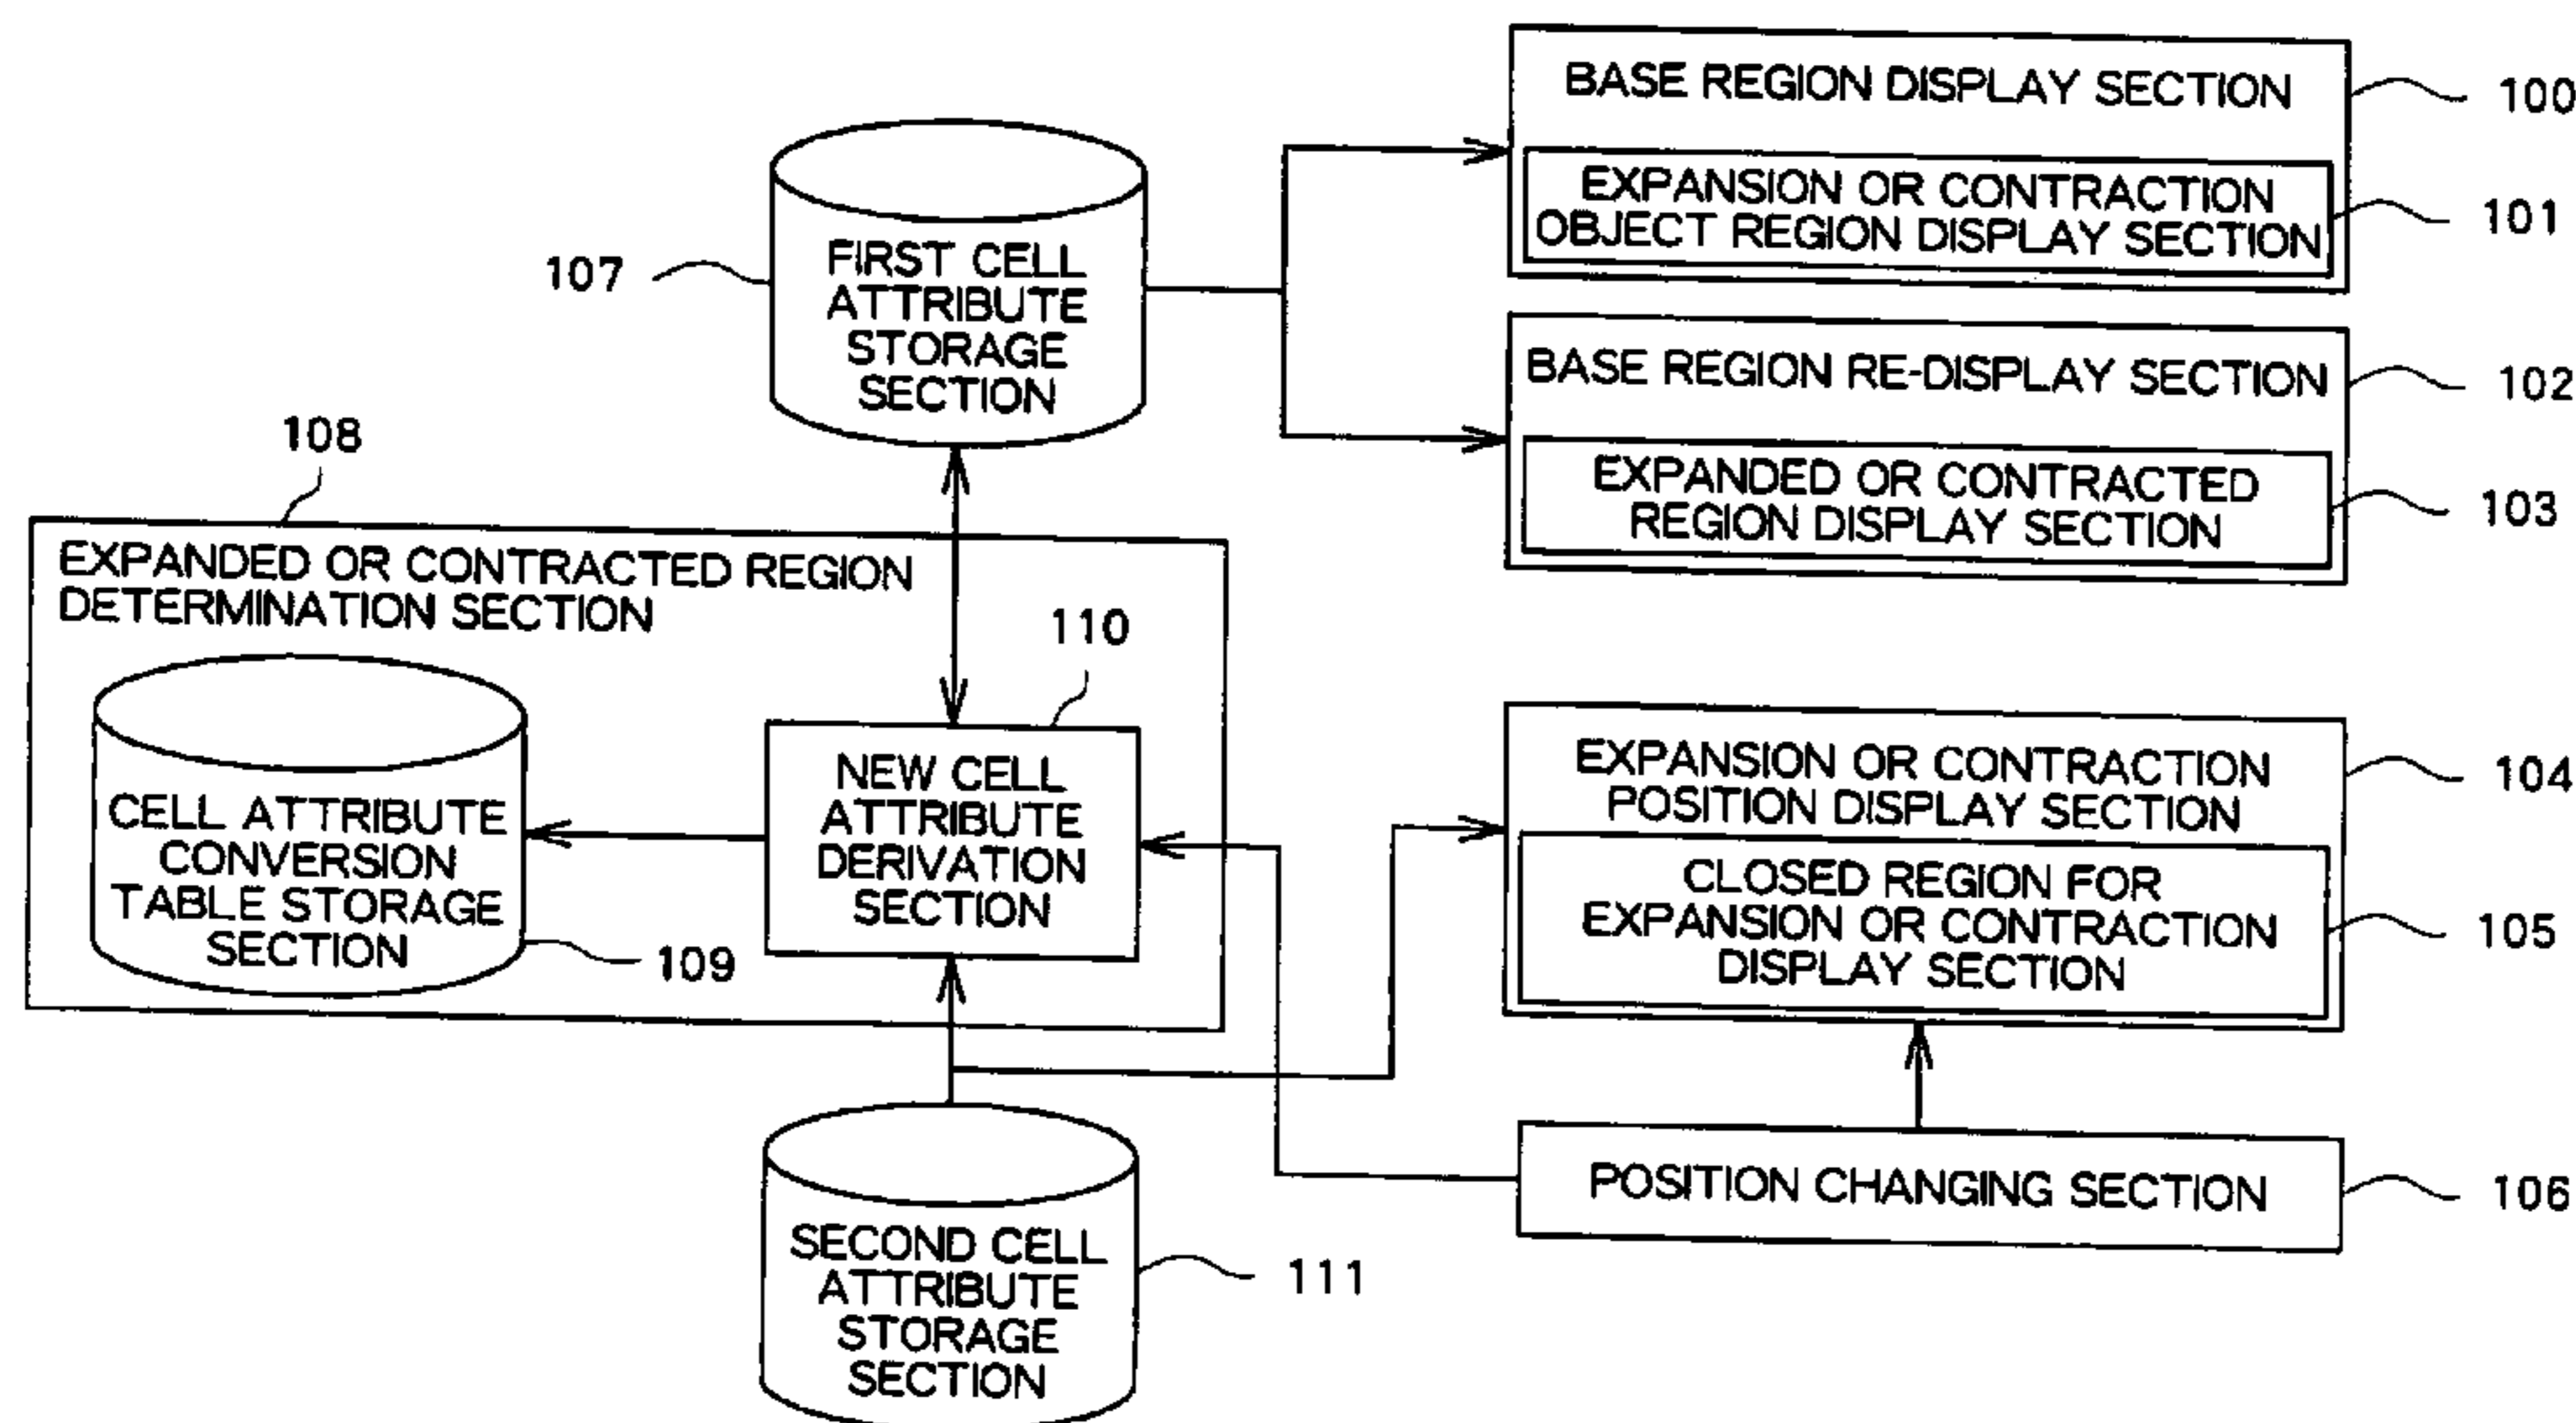 BASE REGION DISPLAY SECTION
100
EXPANSION OR CONTRACTION
OBJECT REGION DISPLAY SECTION
101
FIRST CELL
ATTRIBUTE
STORAGE
SECTION
107
BASE REGION RE-DISPLAY SECTION
102
EXPANDED OR CONTRACTED
REGION DISPLAY SECTION
103
108
EXPANDED OR CONTRACTED REGION
DETERMINATION SECTION
110
CELL ATTRIBUTE
CONVERSION
TABLE STORAGE
SECTION
109
NEW CELL
ATTRIBUTE
DERIVATION
SECTION
EXPANSION OR CONTRACTION
POSITION DISPLAY SECTION
104
CLOSED REGION FOR
EXPANSION OR CONTRACTION
DISPLAY SECTION
105
POSITION CHANGING SECTION
106
SECOND CELL
ATTRIBUTE
STORAGE
SECTION
111